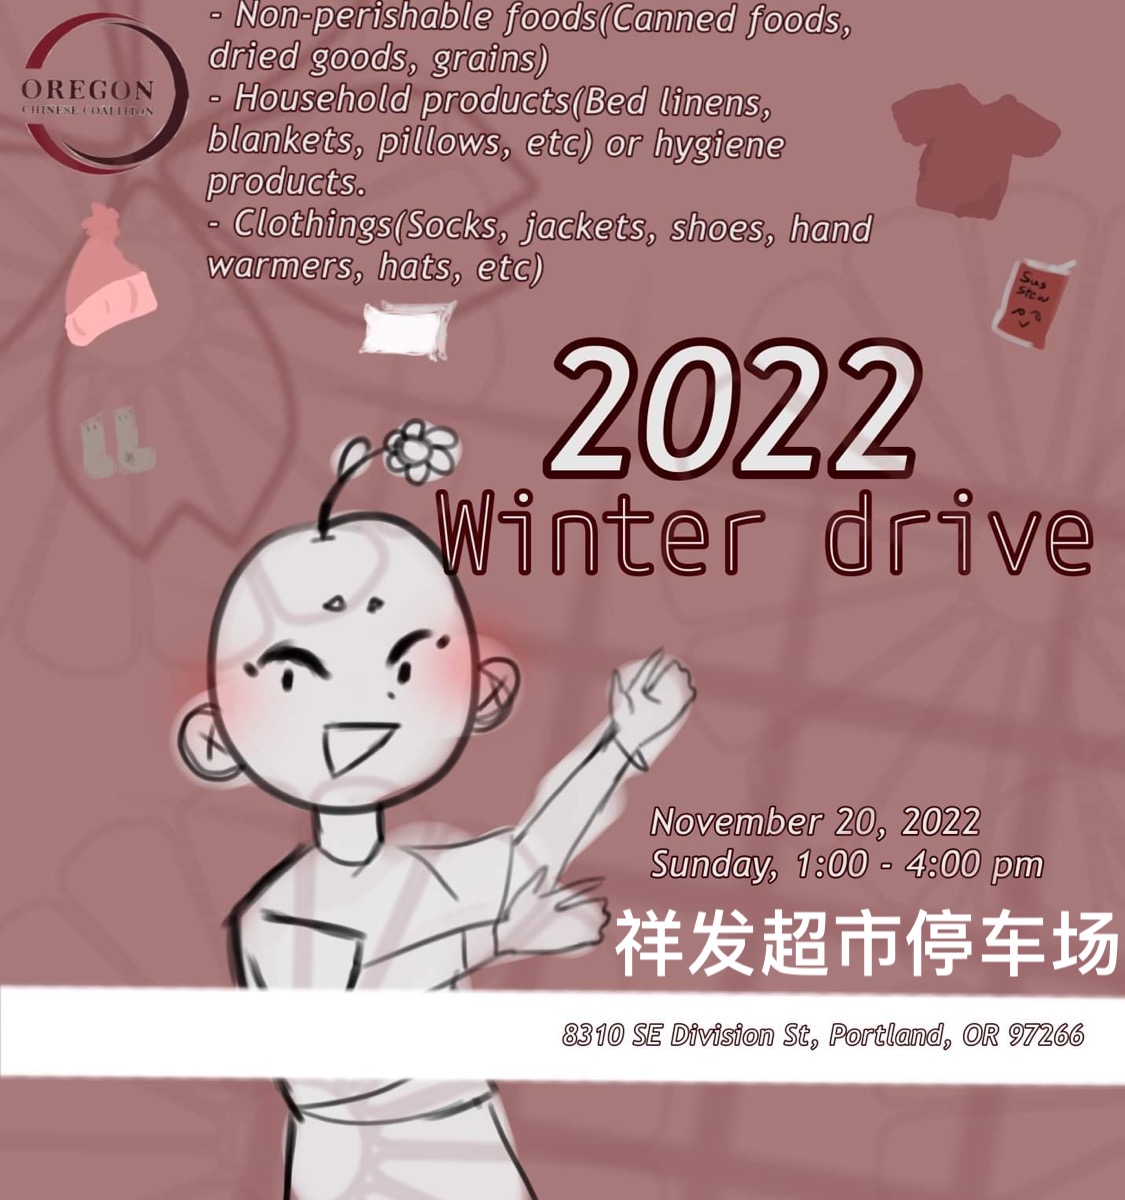 OREGON
CHINESE COALITION
- Non-perishable foods(Canned foods,
dried goods, grains)
- Household products(Bed linens,
blankets, pillows, etc) or hygiene
products.
- Clothings(Socks, jackets, shoes, hand
warmers, hats, etc)
Sus
stew
2022
Winter drive
November 20, 2022
Sunday, 1:00 - 4:00 pm
祥发超市停车场
8310 SE Division St, Portland, OR 97266